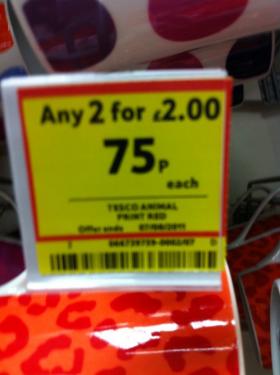 Any 2 for £2.00
75P
each
TESCO ANIMAL
PRINT RED
Offer ends 07/08/2011